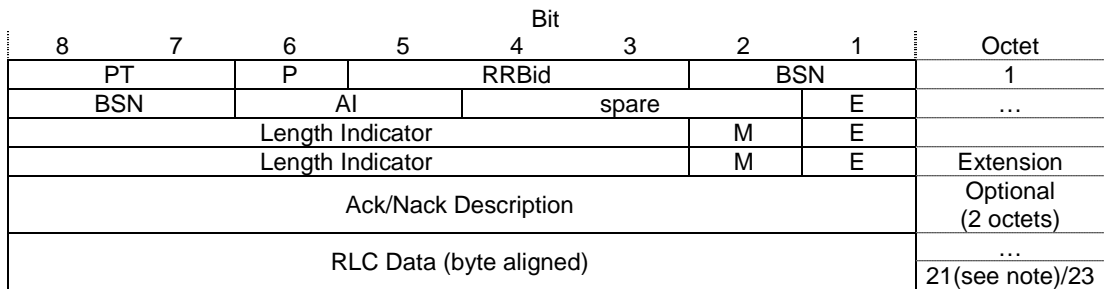 Bit
8 7 6 5 4 3 2 1 Octet
PT P RRBid BSN 1
BSN AI spare E …
Length Indicator M E
Length Indicator M E Extension
Ack/Nack Description Optional
(2 octets)
RLC Data (byte aligned) …
21(see note)/23